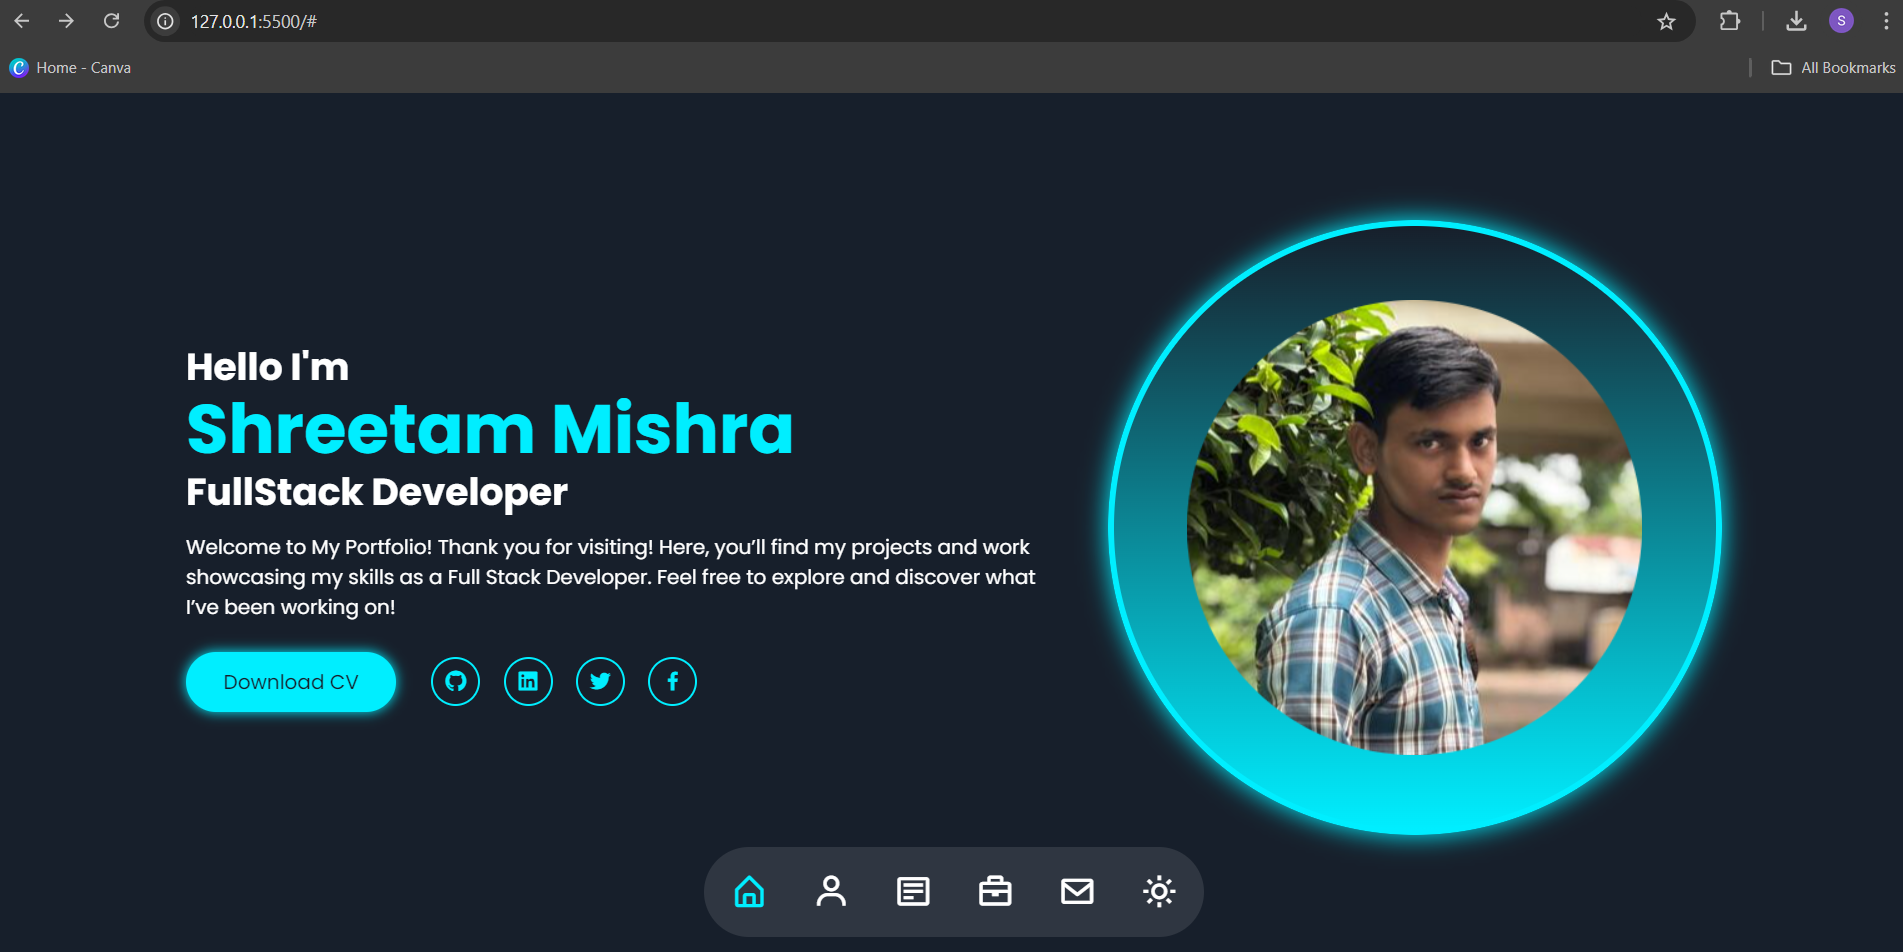 127.0.0.1:5500/#
S
Home - Canva
All Bookmarks
Hello I'm
Shreetam Mishra
FullStack Developer
Welcome to My Portfolio! Thank you for visiting! Here, you’ll find my projects and work
showcasing my skills as a Full Stack Developer. Feel free to explore and discover what
I’ve been working on!
Download CV